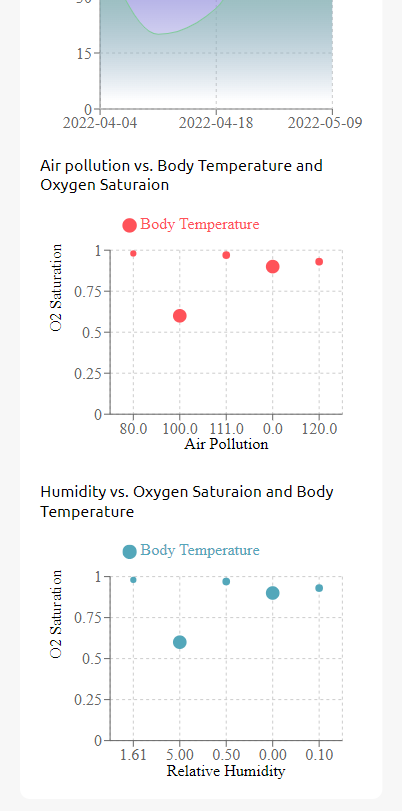 30
15
0
2022-04-04 2022-04-18 2022-05-09
Air pollution vs. Body Temperature and
Oxygen Saturaion
Body Temperature
O2 Saturation
1
0.75
0.5
0.25
0
80.0 100.0 111.0 0.0 120.0
Air Pollution
Humidity vs. Oxygen Saturaion and Body
Temperature
Body Temperature
O2 Saturation
1
0.75
0.5
0.25
0
1.61 5.00 0.50 0.00 0.10
Relative Humidity